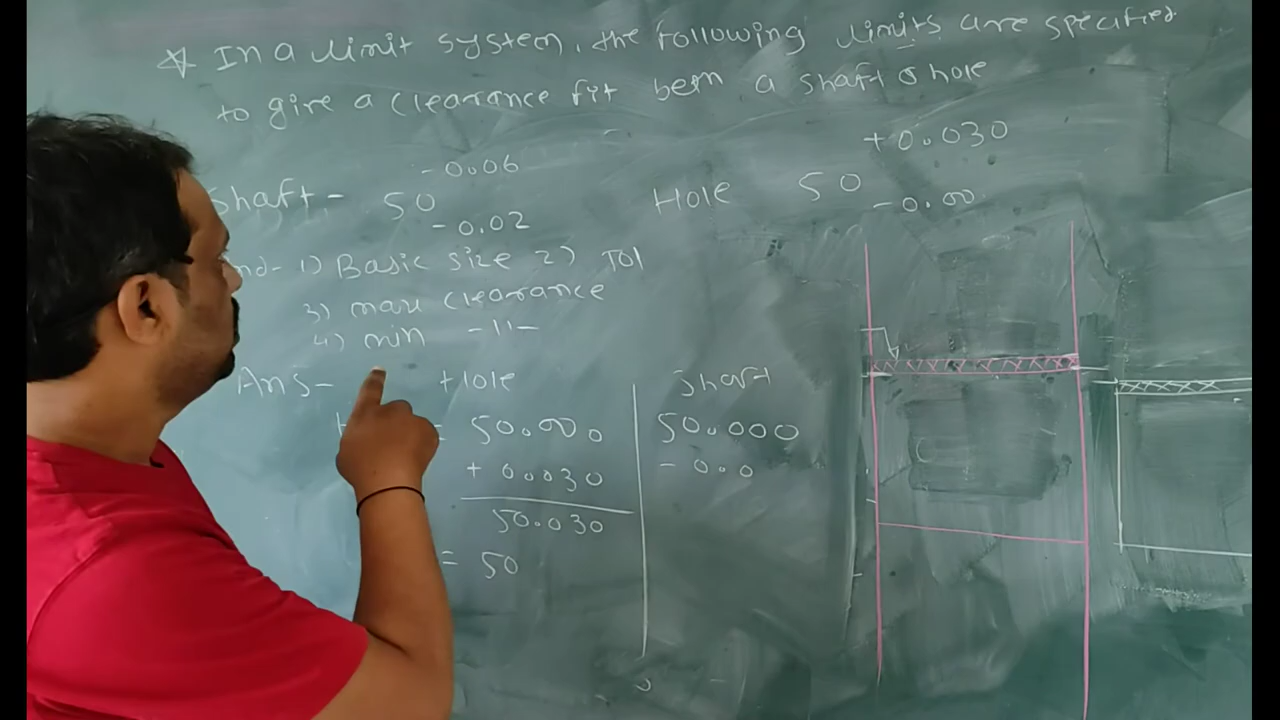 * In a limit system, the following limits are specified
to give a clearance fit betn a shaft & hole
Shaft - 50 -0.06 -0.02
Hole 50 +0.030 -0.00
1) Basic size 2) Tol
3) max clearance
4) min -11-
Ans- Hole
= 50.000
+ 0.030
50.030
= 50
Shaft
50.000
- 0.0